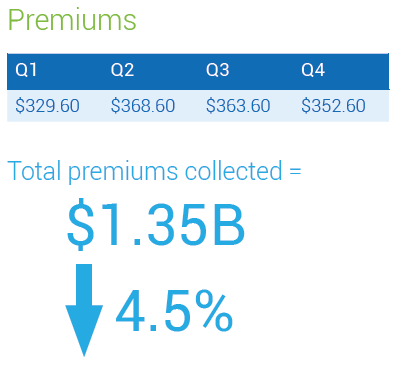 Premiums
Q1 Q2 Q3 Q4
$329.60 $368.60 $363.60 $352.60
Total premiums collected =
$1.35B
4.5%